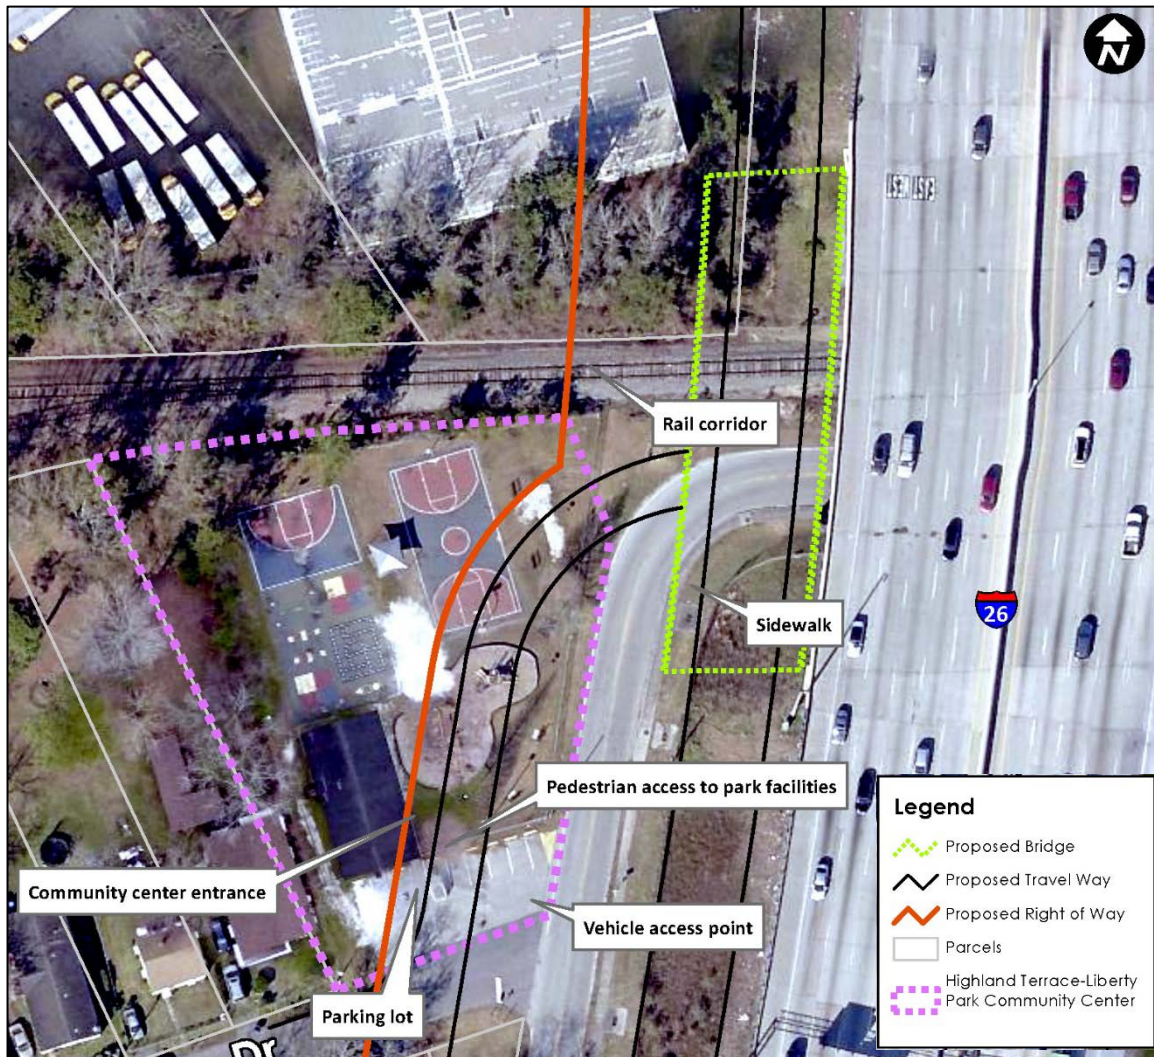 N
Rail corridor
Sidewalk
26
Pedestrian access to park facilities
Community center entrance
Vehicle access point
Parking lot
Dr
Legend
Proposed Bridge
Proposed Travel Way
Proposed Right of Way
Parcels
Highland Terrace-Liberty
Park Community Center